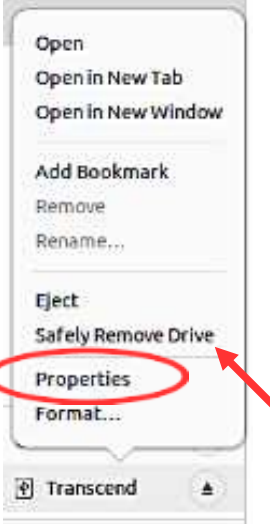 Open
Open in New Tab
Open in New Window
Add Bookmark
Remove
Rename...
Eject
Safely Remove Drive
Properties
Format...
Transcend